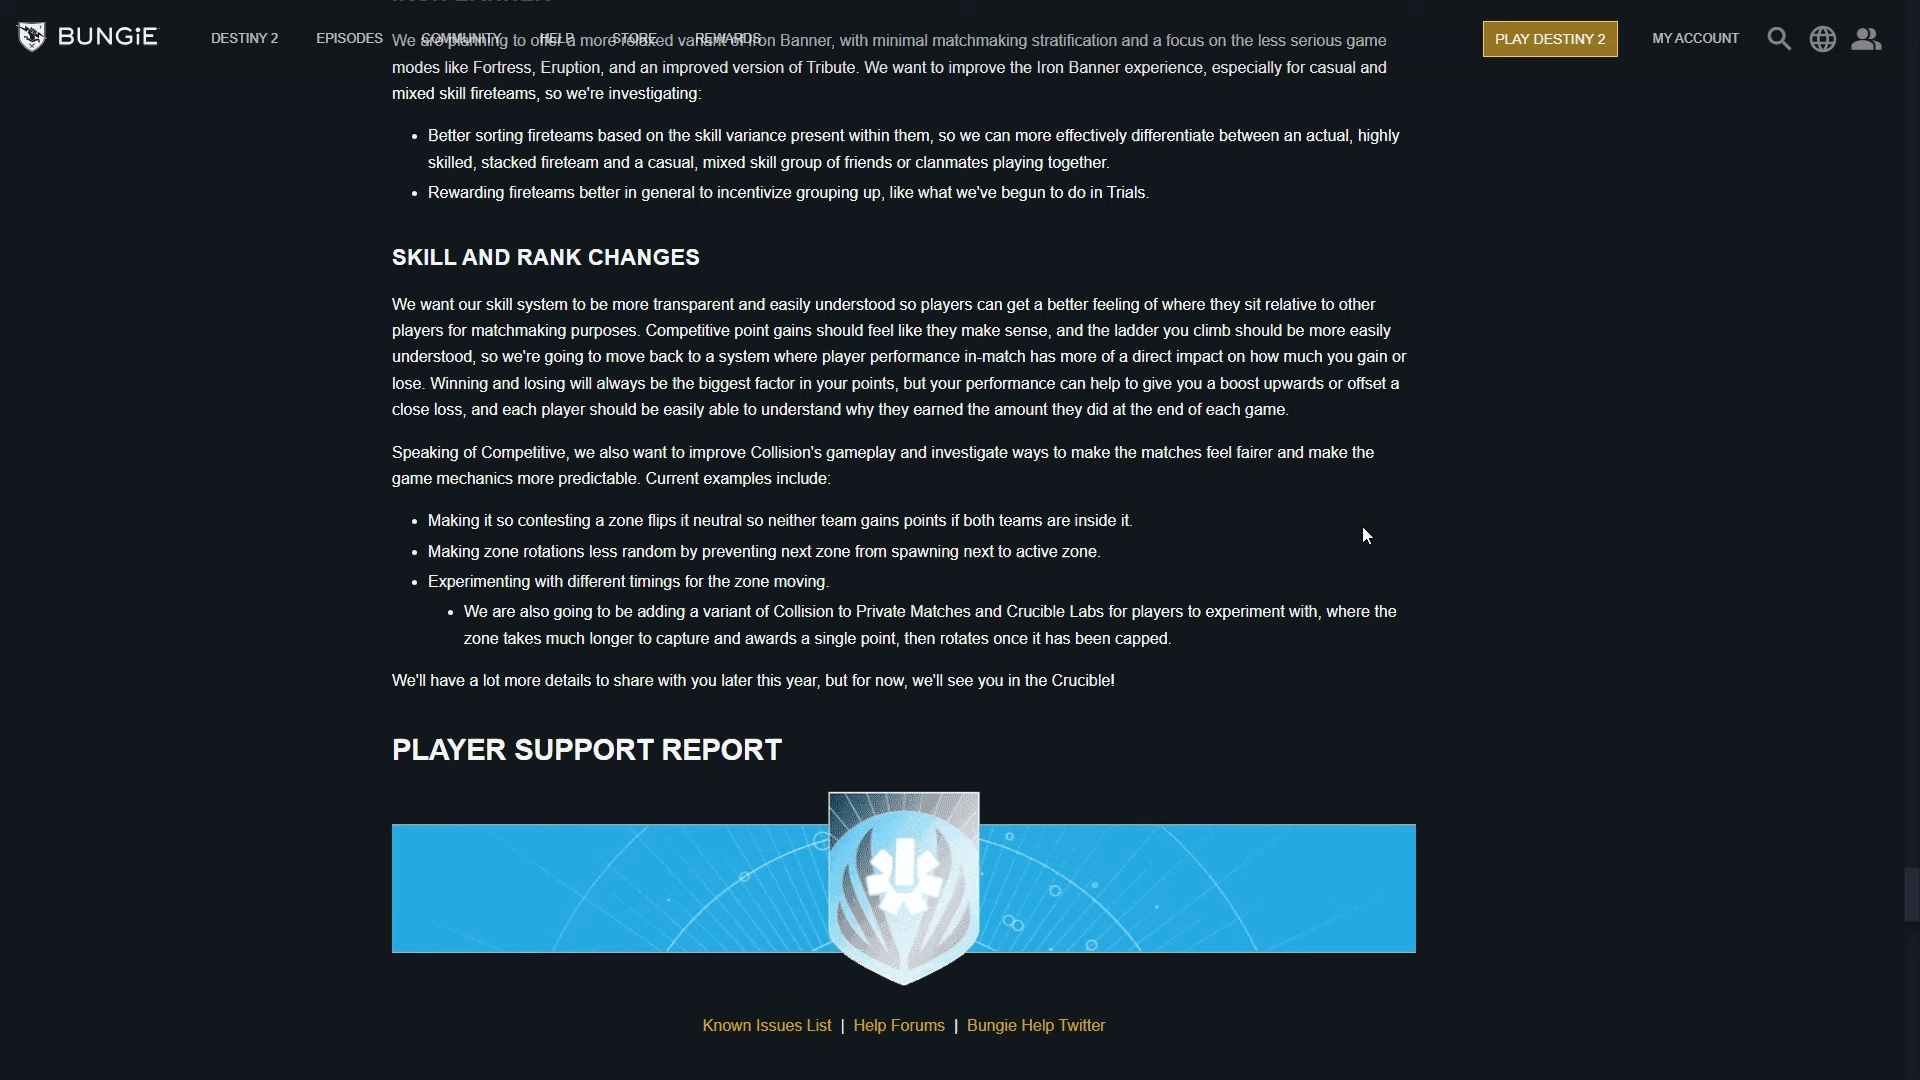 BUNGiE
DESTINY 2 EPISODES COMMUNITY HELP STORE REWARDS
PLAY DESTINY 2 MY ACCOUNT
We are planning to offer a more relaxed variant of Iron Banner, with minimal matchmaking stratification and a focus on the less serious game
modes like Fortress, Eruption, and an improved version of Tribute. We want to improve the Iron Banner experience, especially for casual and
mixed skill fireteams, so we're investigating:
• Better sorting fireteams based on the skill variance present within them, so we can more effectively differentiate between an actual, highly
skilled, stacked fireteam and a casual, mixed skill group of friends or clanmates playing together.
• Rewarding fireteams better in general to incentivize grouping up, like what we've begun to do in Trials.
SKILL AND RANK CHANGES
We want our skill system to be more transparent and easily understood so players can get a better feeling of where they sit relative to other
players for matchmaking purposes. Competitive point gains should feel like they make sense, and the ladder you climb should be more easily
understood, so we're going to move back to a system where player performance in-match has more of a direct impact on how much you gain or
lose. Winning and losing will always be the biggest factor in your points, but your performance can help to give you a boost upwards or offset a
close loss, and each player should be easily able to understand why they earned the amount they did at the end of each game.
Speaking of Competitive, we also want to improve Collision's gameplay and investigate ways to make the matches feel fairer and make the
game mechanics more predictable. Current examples include:
• Making it so contesting a zone flips it neutral so neither team gains points if both teams are inside it.
• Making zone rotations less random by preventing next zone from spawning next to active zone.
• Experimenting with different timings for the zone moving.
• We are also going to be adding a variant of Collision to Private Matches and Crucible Labs for players to experiment with, where the
zone takes much longer to capture and awards a single point, then rotates once it has been capped.
We'll have a lot more details to share with you later this year, but for now, we'll see you in the Crucible!
PLAYER SUPPORT REPORT
Known Issues List | Help Forums | Bungie Help Twitter